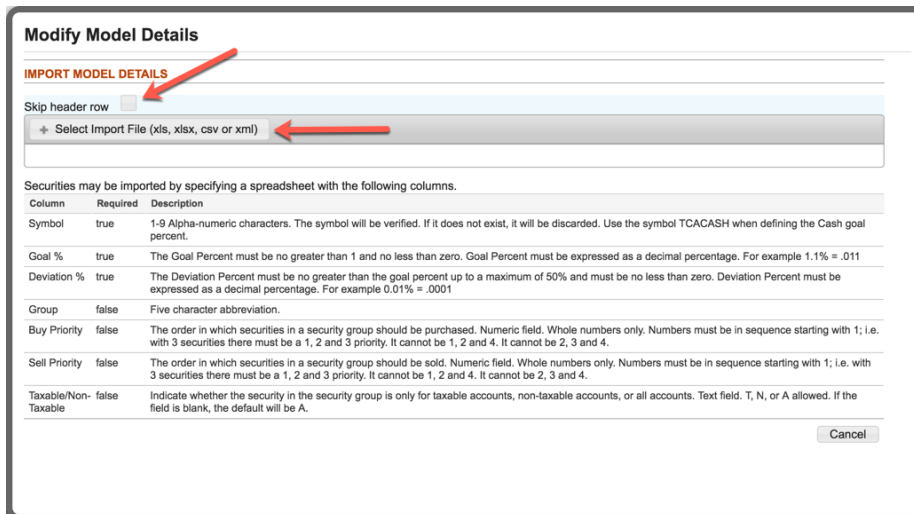 Modify Model Details
IMPORT MODEL DETAILS
Skip header row
+ Select Import File (xls, xlsx, csv or xml)
Securities may be imported by specifying a spreadsheet with the following columns.
Column Required Description
Symbol true 1-9 Alpha-numeric characters. The symbol will be verified. If it does not exist, it will be discarded. Use the symbol TCACASH when defining the Cash goal
percent.
Goal % true The Goal Percent must be no greater than 1 and no less than zero. Goal Percent must be expressed as a decimal percentage. For example 1.1% = .011
Deviation % true The Deviation Percent must be no greater than the goal percent up to a maximum of 50% and must be no less than zero. Deviation Percent must be
expressed as a decimal percentage. For example 0.01% = .0001
Group false Five character abbreviation.
Buy Priority false The order in which securities in a security group should be purchased. Numeric field. Whole numbers only. Numbers must be in sequence starting with 1; i.e.
with 3 securities there must be a 1, 2 and 3 priority. It cannot be 1, 2 and 4. It cannot be 2, 3 and 4.
Sell Priority false The order in which securities in a security group should be sold. Numeric field. Whole numbers only. Numbers must be in sequence starting with 1; i.e. with
3 securities there must be a 1, 2 and 3 priority. It cannot be 1, 2 and 4. It cannot be 2, 3 and 4.
Taxable/Non- false Indicate whether the security in the security group is only for taxable accounts, non-taxable accounts, or all accounts. Text field. T, N, or A allowed. If the
Taxable field is blank, the default will be A.
Cancel